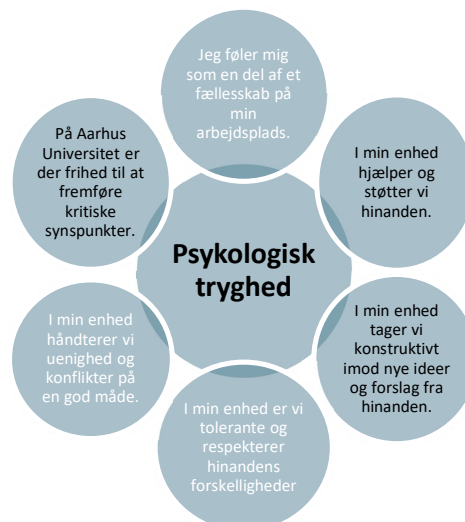 Jeg føler mig
som en del af et
fællesskab på
min
arbejdsplads.
I min enhed
hjælper og
støtter vi
hinanden.
I min enhed
tager vi
konstruktivt
imod nye ideer
og forslag fra
hinanden.
I min enhed er vi
tolerante og
respekterer
hinandens
forskelligheder
I min enhed
håndterer vi
uenighed og
konflikter på
en god måde.
På Aarhus
Universitet er
der frihed til at
fremføre
kritiske
synspunkter.
Psykologisk
tryghed